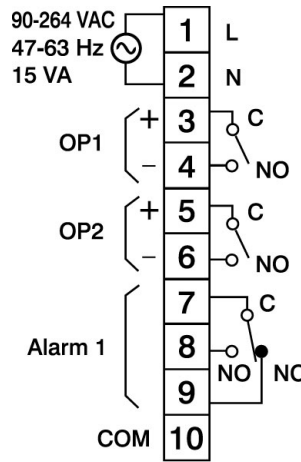 90-264 VAC
47-63 Hz
15 VA
1 L
2 N
OP1
+ 3 C
− 4 NO
OP2
+ 5 C
− 6 NO
Alarm 1
7 C
8 NO NC
9
COM 10